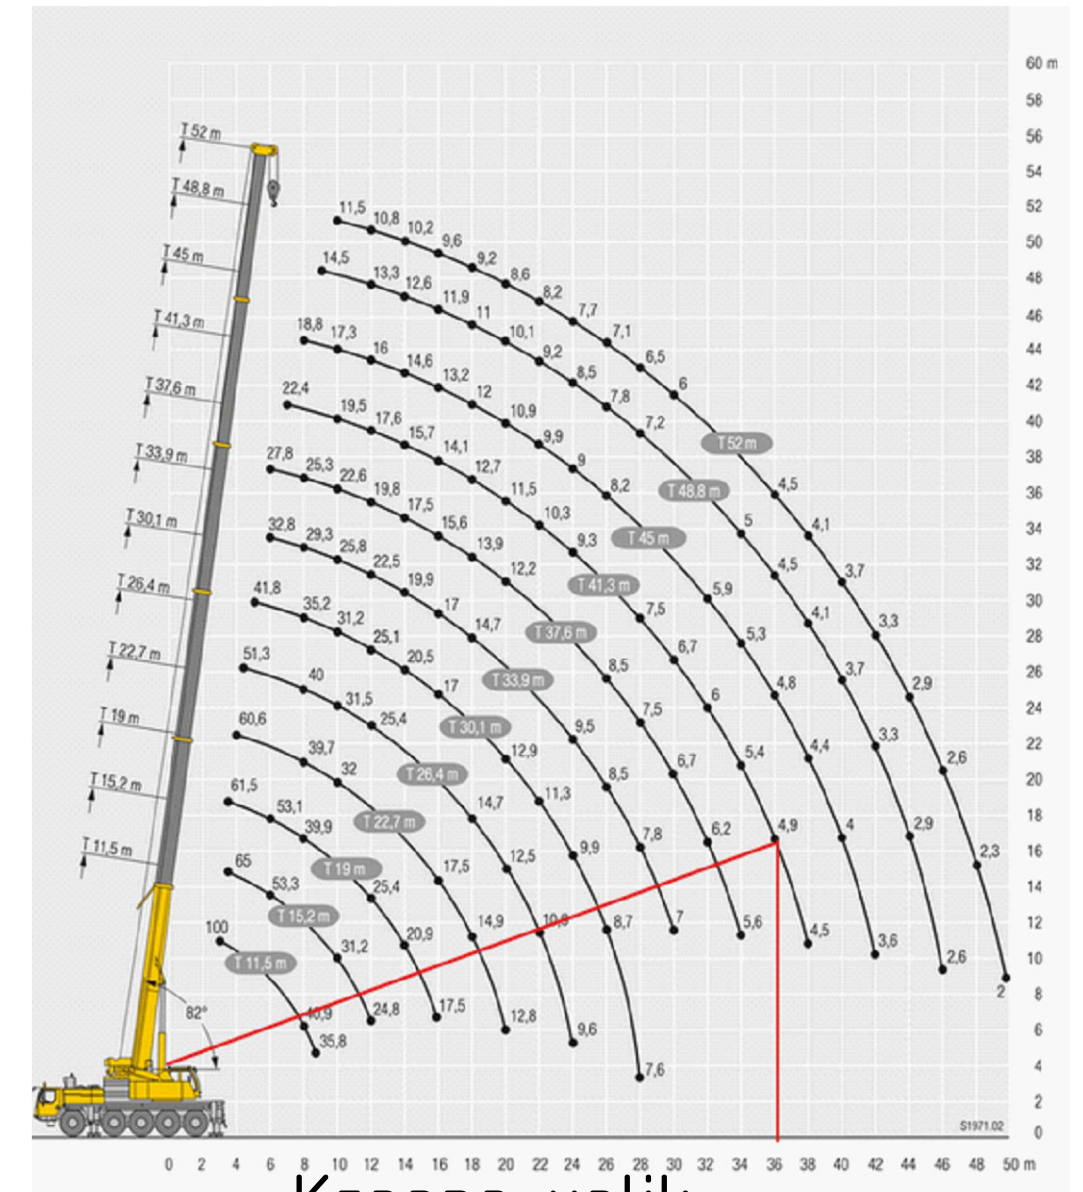 60 m
58
T 52 m
56
54
T 48,8 m
52
11,5 10,8 10,2 9,6 9,2 8,6 8,2 7,7 7,1 6,5 6 4,5 4,1 3,7 3,3 2,9 2,6 2,3 2
50
T 45 m
48
14,5 13,3 12,6 11,9 11 10,1 9,2 8,5 7,8 7,2 5 4,5 4,1 3,7 3,3 2,9 2,6
46
T 41,3 m
44
18,8 17,3 16 14,6 13,2 12 10,9 9,9 9 8,2 5,9 5,3 4,8 4,4 4 3,6
42
T 37,6 m
40
22,4 19,5 17,6 15,7 14,1 12,7 11,5 10,3 9,3 7,5 6,7 6 5,4 4,9 4,5
T 52 m
38
T 33,9 m
27,8 25,3 22,6 19,8 17,5 15,6 13,9 12,2 8,5 7,5 6,7 6,2 5,6
T 48,8 m
36
T 30,1 m
34
32,8 29,3 25,8 22,5 19,9 17 14,7 9,5 8,5 7,8 7
T 45 m
32
T 41,3 m
T 26,4 m
30
41,8 35,2 31,2 25,1 20,5 17 12,9 11,3 9,9 8,7 7,6
T 37,6 m
28
T 22,7 m
26
51,3 40 31,5 25,4 14,7 12,5 10,8 9,6
T 33,9 m
24
T 19 m
T 30,1 m
22
60,6 39,7 32 17,5 14,9 12,8
T 26,4 m
20
T 15,2 m
61,5 53,1 39,9 25,4 20,9 17,5
T 22,7 m
18
T 11,5 m
16
65 53,3 31,2 24,8
T 19 m
14
T 15,2 m
12
100 40,9 35,8
T 11,5 m
10
8
82°
6
4
2
S1971.02
0
0 2 4 6 8 10 12 14 16 18 20 22 24 26 28 30 32 34 36 38 40 42 44 46 48 50 m